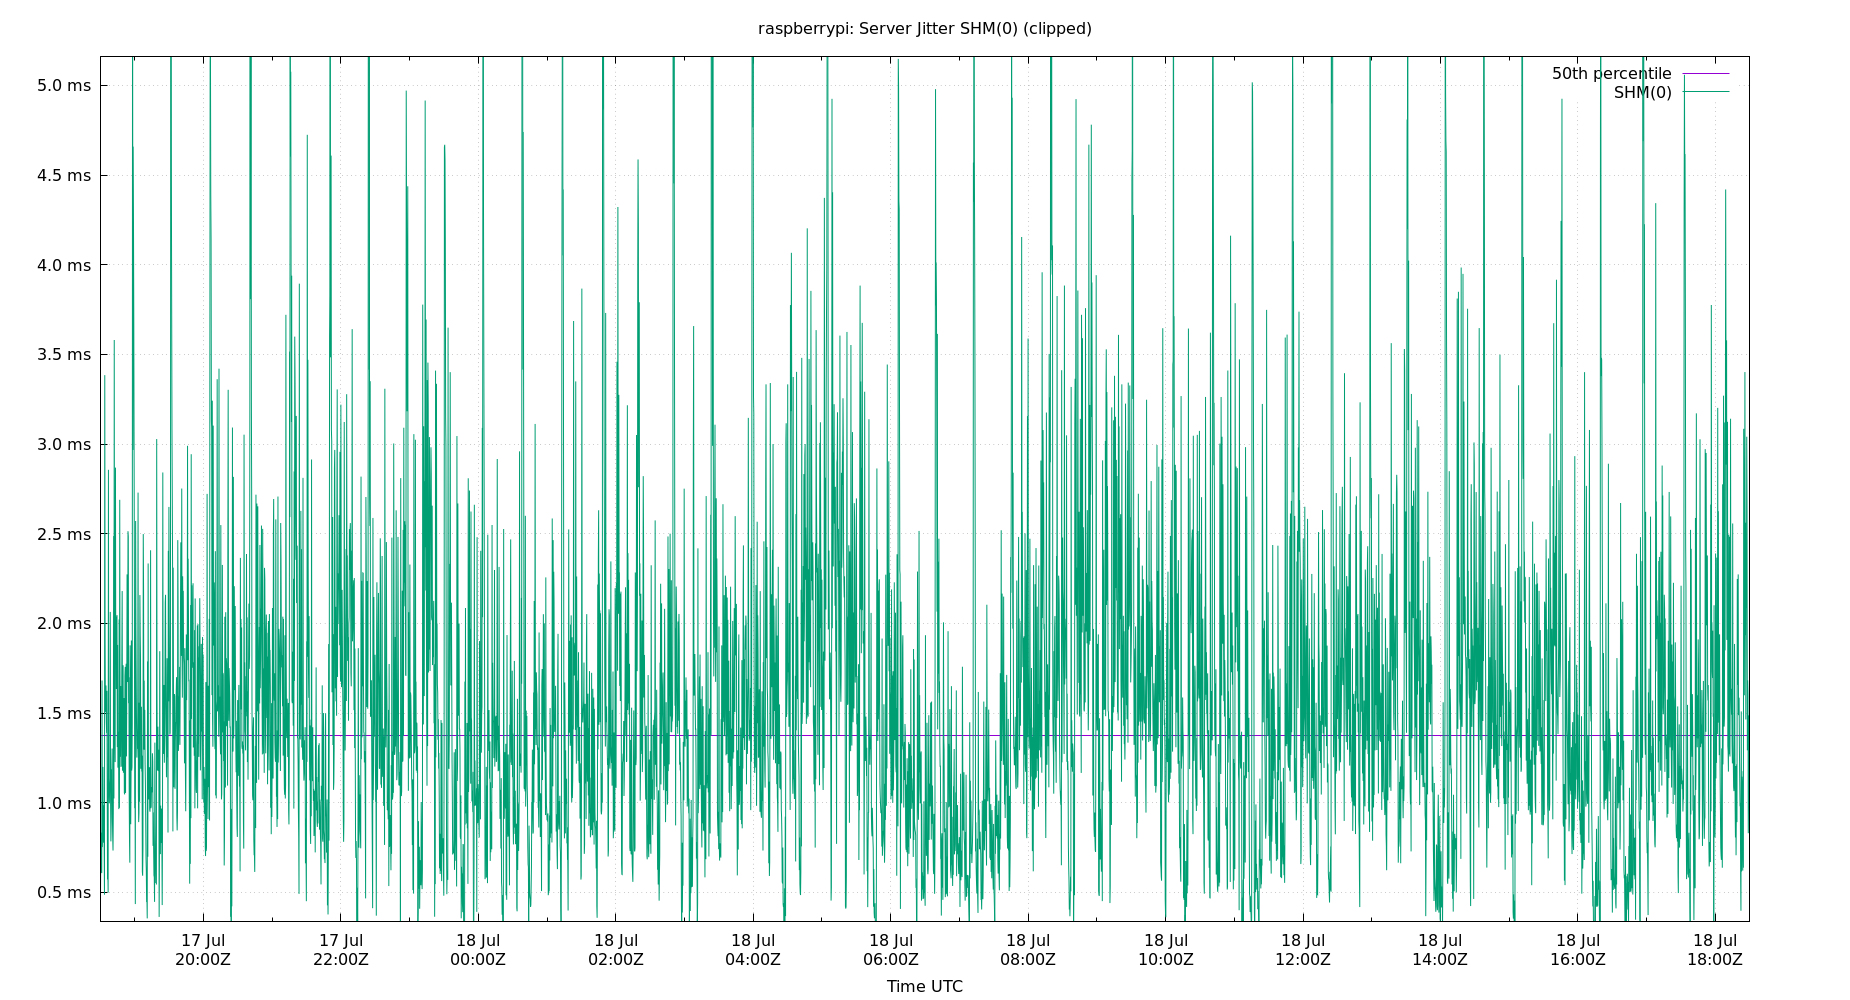 raspberrypi: Server Jitter SHM(0) (clipped)
50th percentile
SHM(0)
5.0 ms
4.5 ms
4.0 ms
3.5 ms
3.0 ms
2.5 ms
2.0 ms
1.5 ms
1.0 ms
0.5 ms
17 Jul 17 Jul 18 Jul 18 Jul 18 Jul 18 Jul 18 Jul 18 Jul 18 Jul 18 Jul 18 Jul 18 Jul
20:00Z 22:00Z 00:00Z 02:00Z 04:00Z 06:00Z 08:00Z 10:00Z 12:00Z 14:00Z 16:00Z 18:00Z
Time UTC